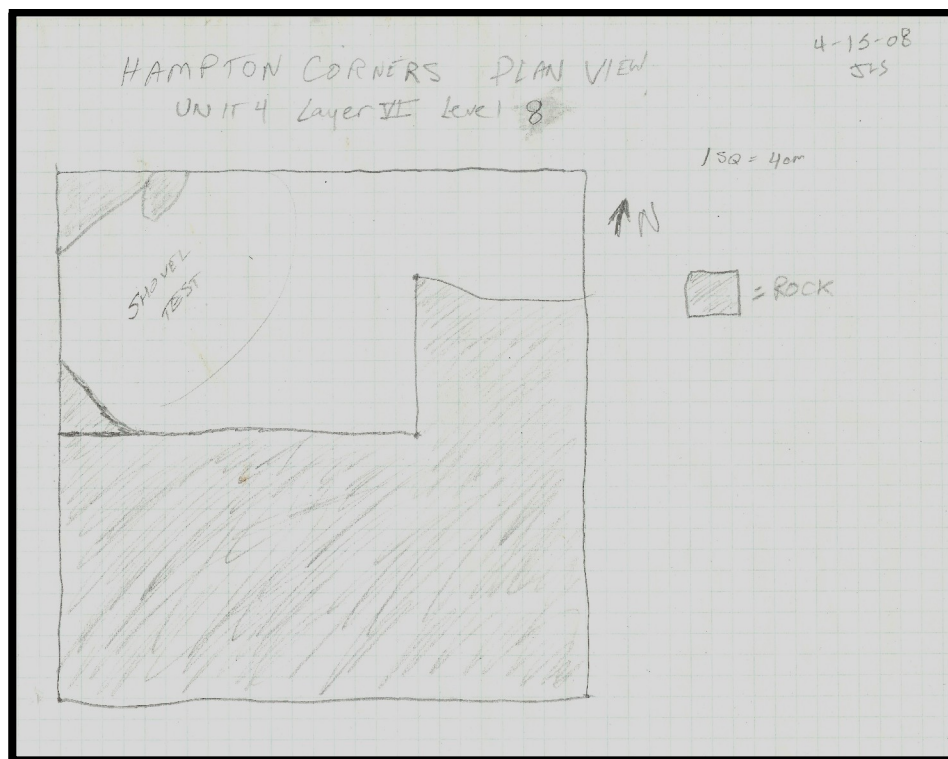 HAMPTON CORNERS PLAN VIEW
UNIT 4 Layer VI Level 8
4-15-08
JLS
1 SQ = 4cm
N
= ROCK
SHOVEL
TEST